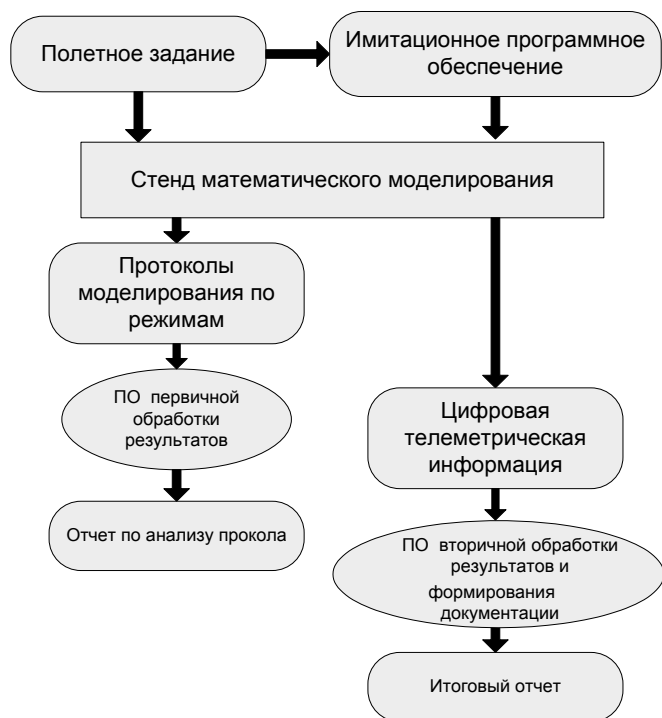 Полетное задание
Имитационное программное
обеспечение
Стенд математического моделирования
Протоколы
моделирования по
режимам
ПО первичной
обработки
результатов
Отчет по анализу прокола
Цифровая
телеметрическая
информация
ПО вторичной обработки
результатов и
формирования
документации
Итоговый отчет